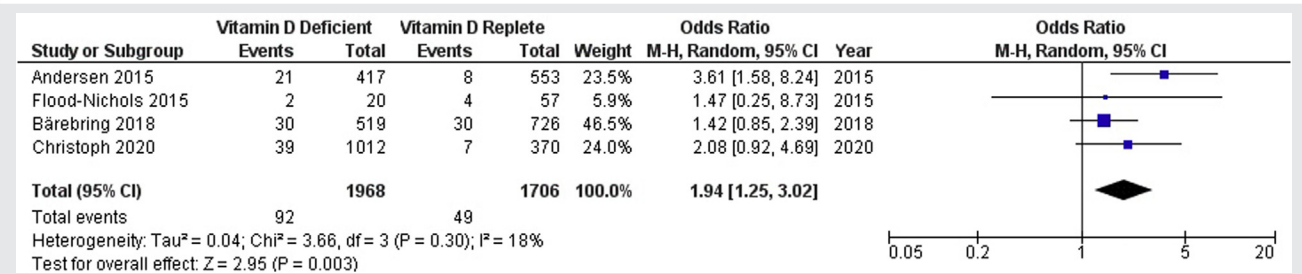 Vitamin D Deficient Vitamin D Replete Odds Ratio Odds Ratio
Study or Subgroup Events Total Events Total Weight M-H, Random, 95% CI Year M-H, Random, 95% CI
Andersen 2015 21 417 8 553 23.5% 3.61 [1.58, 8.24] 2015
Flood-Nichols 2015 2 20 4 57 5.9% 1.47 [0.25, 8.73] 2015
Bärebring 2018 30 519 30 726 46.5% 1.42 [0.85, 2.39] 2018
Christoph 2020 39 1012 7 370 24.0% 2.08 [0.92, 4.69] 2020
Total (95% CI) 1968 1706 100.0% 1.94 [1.25, 3.02]
Total events 92 49
Heterogeneity: Tau² = 0.04; Chi² = 3.66, df = 3 (P = 0.30); I² = 18%
Test for overall effect: Z = 2.95 (P = 0.003)
0.05 0.2 1 5 20